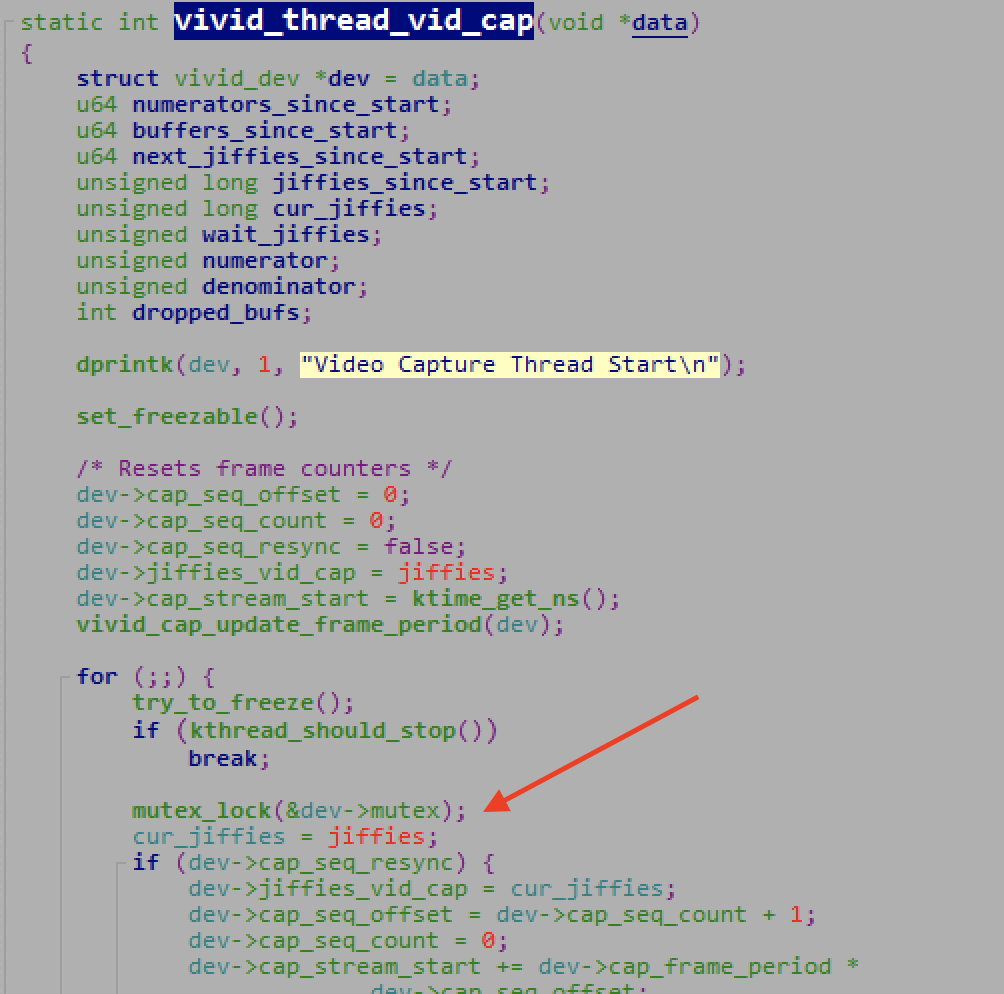 static int vivid_thread_vid_cap(void *data)
{
struct vivid_dev *dev = data;
u64 numerators_since_start;
u64 buffers_since_start;
u64 next_jiffies_since_start;
unsigned long jiffies_since_start;
unsigned long cur_jiffies;
unsigned wait_jiffies;
unsigned numerator;
unsigned denominator;
int dropped_bufs;
dprintk(dev, 1, "Video Capture Thread Start\n");
set_freezable();
/* Resets frame counters */
dev->cap_seq_offset = 0;
dev->cap_seq_count = 0;
dev->cap_seq_resync = false;
dev->jiffies_vid_cap = jiffies;
dev->cap_stream_start = ktime_get_ns();
vivid_cap_update_frame_period(dev);
for (;;) {
try_to_freeze();
if (kthread_should_stop())
break;
mutex_lock(&dev->mutex);
cur_jiffies = jiffies;
if (dev->cap_seq_resync) {
dev->jiffies_vid_cap = cur_jiffies;
dev->cap_seq_offset = dev->cap_seq_count + 1;
dev->cap_seq_count = 0;
dev->cap_stream_start += dev->cap_frame_period *
dev->cap_seq_offset;